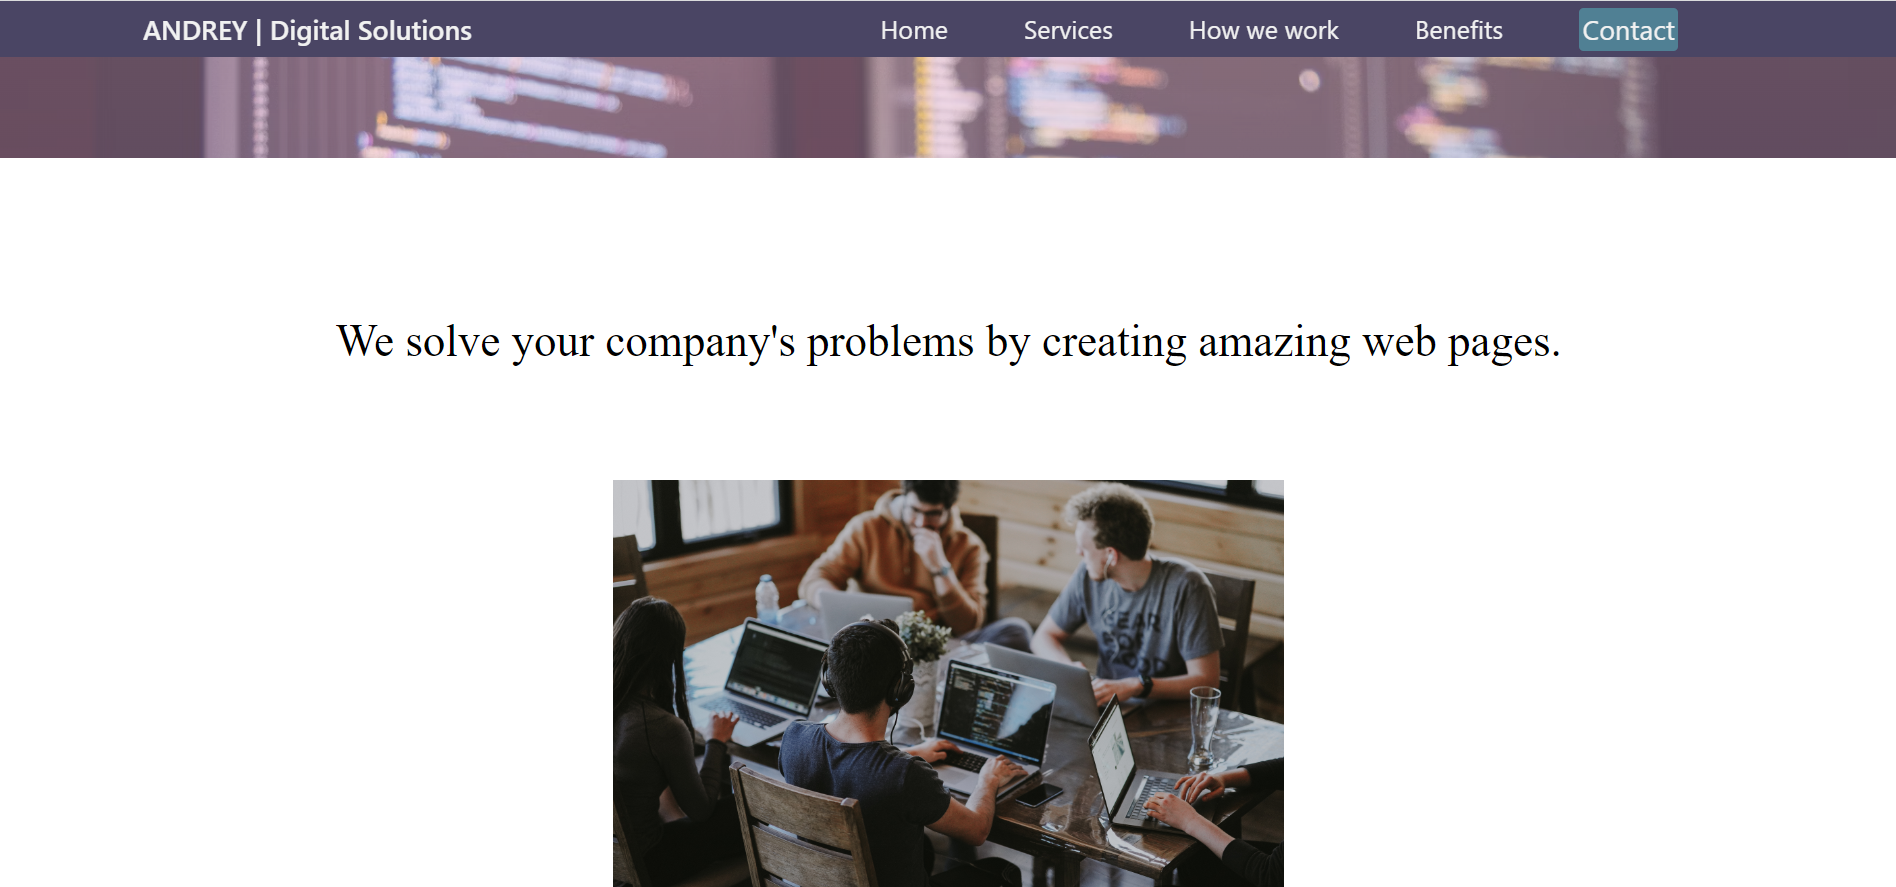 ANDREY | Digital Solutions Home Services How we work Benefits Contact
We solve your company's problems by creating amazing web pages.